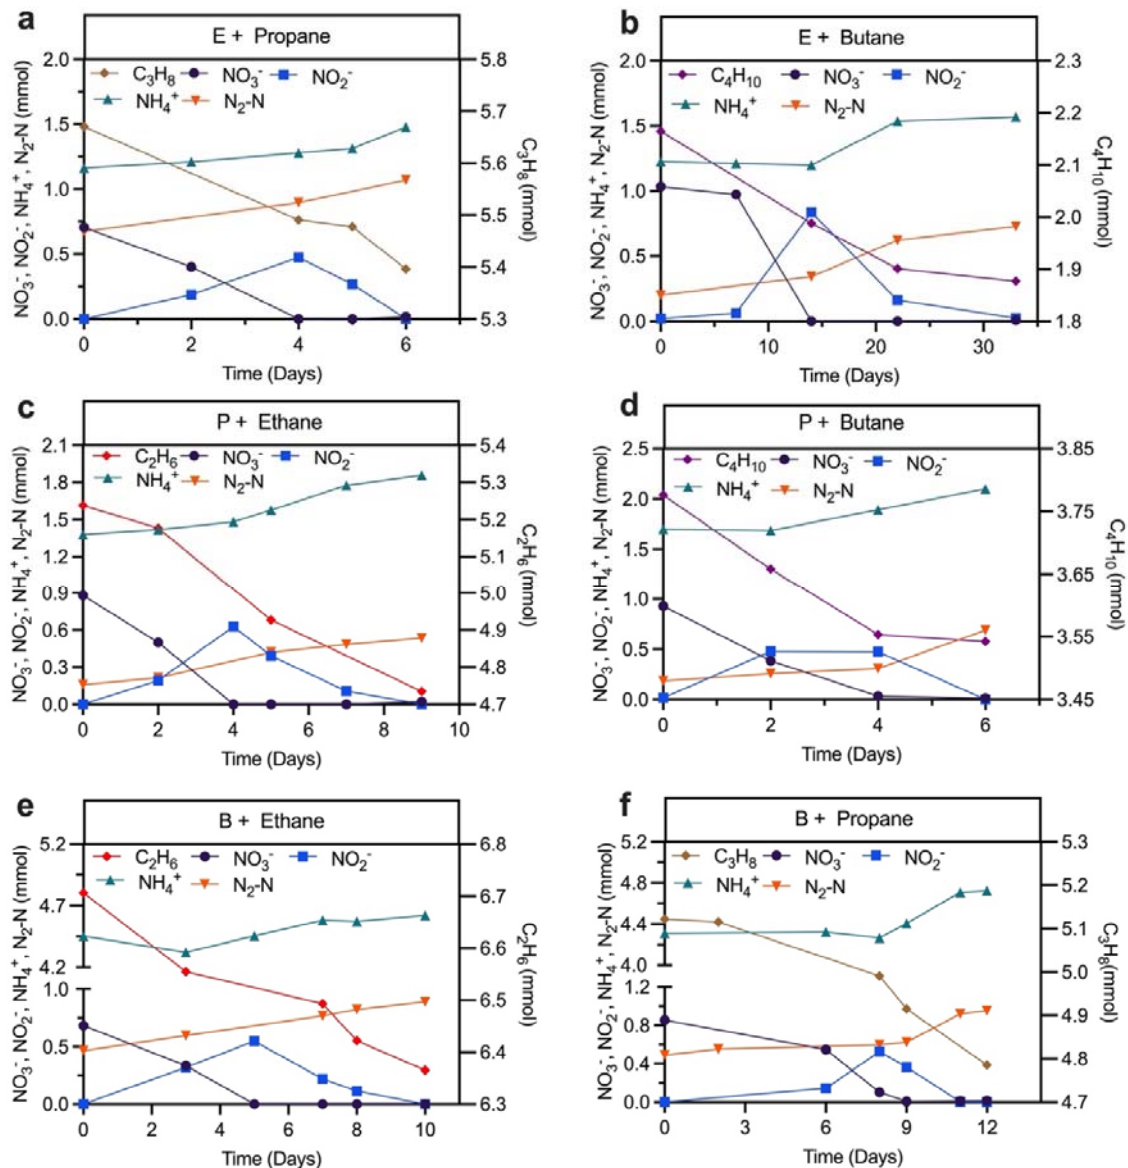 a
E + Propane
2.0
5.8
C₃H₈ NO₃⁻ NO₂⁻
NH₄⁺ N₂-N
1.5
5.7
5.6
1.0
5.5
0.5
5.4
0.0
5.3
0 2 4 6
NO₃⁻, NO₂⁻, NH₄⁺, N₂-N (mmol)
C₃H₈ (mmol)
Time (Days)
b
E + Butane
2.0
2.3
C₄H₁₀ NO₃⁻ NO₂⁻
NH₄⁺ N₂-N
2.2
1.5
2.1
1.0
2.0
0.5
1.9
0.0
1.8
0 10 20 30
NO₃⁻, NO₂⁻, NH₄⁺, N₂-N (mmol)
C₄H₁₀ (mmol)
Time (Days)
c
P + Ethane
2.1
5.4
C₂H₆ NO₃⁻ NO₂⁻
NH₄⁺ N₂-N
1.8
5.3
1.5
5.2
1.2
5.1
0.9
5.0
0.6
4.9
0.3
4.8
0.0
4.7
0 2 4 6 8 10
NO₃⁻, NO₂⁻, NH₄⁺, N₂-N (mmol)
C₂H₆ (mmol)
Time (Days)
d
P + Butane
2.5
3.85
C₄H₁₀ NO₃⁻ NO₂⁻
NH₄⁺ N₂-N
2.0
3.75
1.5
3.65
1.0
3.55
0.5
0.0
3.45
0 2 4 6
NO₃⁻, NO₂⁻, NH₄⁺, N₂-N (mmol)
C₄H₁₀ (mmol)
Time (Days)
e
B + Ethane
5.2
6.8
C₂H₆ NO₃⁻ NO₂⁻
NH₄⁺ N₂-N
4.7
6.7
4.2
6.6
1.0
6.5
0.5
6.4
0.0
6.3
0 2 4 6 8 10
NO₃⁻, NO₂⁻, NH₄⁺, N₂-N (mmol)
C₂H₆ (mmol)
Time (Days)
f
B + Propane
5.2
5.3
C₃H₈ NO₃⁻ NO₂⁻
NH₄⁺ N₂-N
4.8
5.2
4.4
5.1
4.0
5.0
1.2
0.8
4.9
0.4
4.8
0.0
4.7
0 3 6 9 12
NO₃⁻, NO₂⁻, NH₄⁺, N₂-N (mmol)
C₃H₈(mmol)
Time (Days)